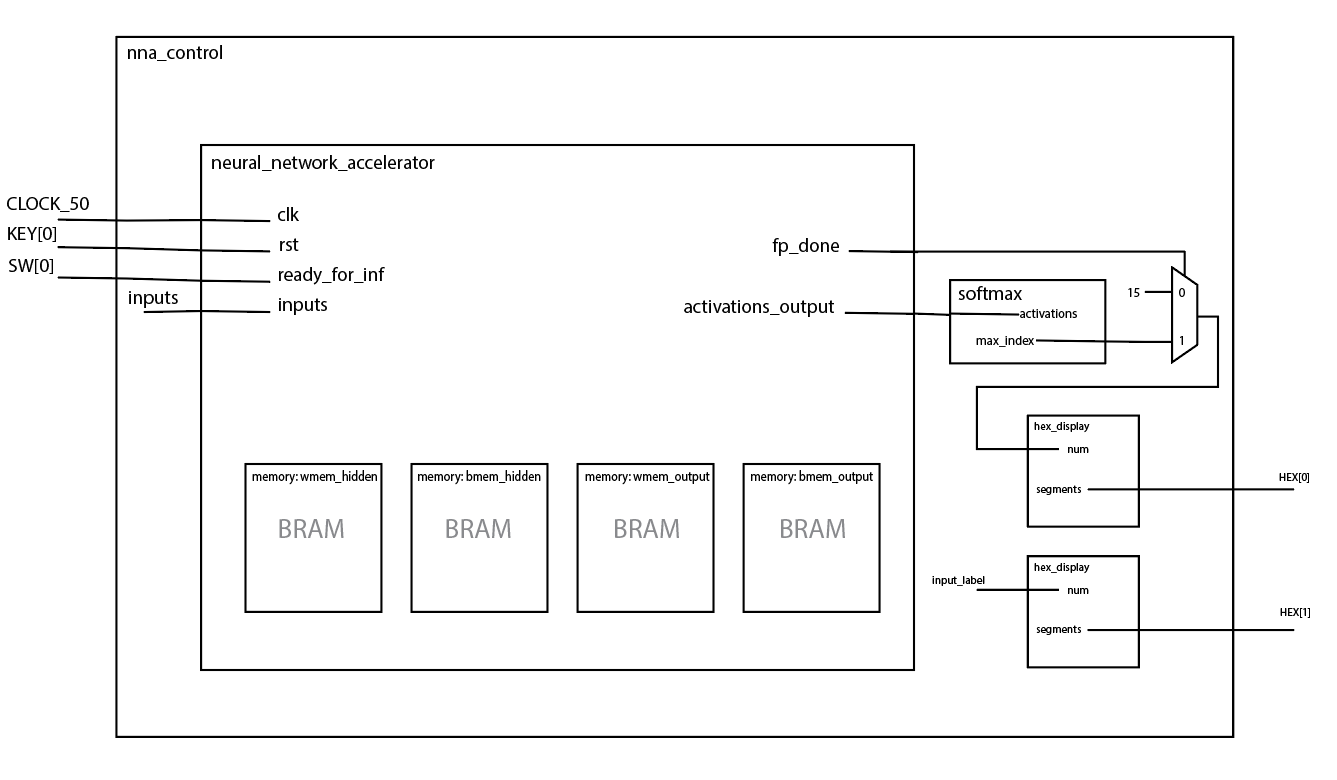 nna_control
neural_network_accelerator
CLOCK_50
clk
KEY[0]
rst
fp_done
SW[0]
ready_for_inf
inputs
inputs
activations_output
softmax
activations
max_index
15
0
1
hex_display
num
segments
HEX[0]
memory: wmem_hidden
BRAM
memory: bmem_hidden
BRAM
memory: wmem_output
BRAM
memory: bmem_output
BRAM
hex_display
input_label
num
segments
HEX[1]